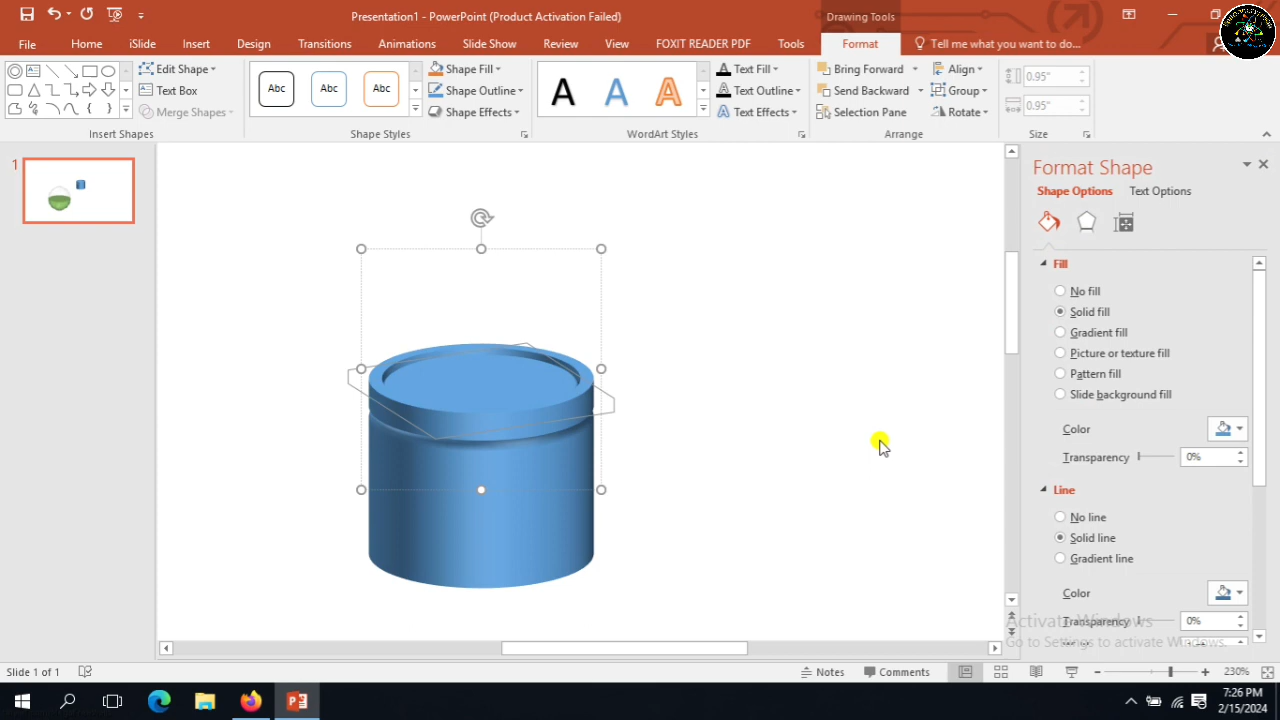 Presentation1 - PowerPoint (Product Activation Failed)
Drawing Tools
File Home iSlide Insert Design Transitions Animations Slide Show Review View FOXIT READER PDF Tools Format Tell me what you want to do...
Edit Shape
Text Box
Merge Shapes
Insert Shapes
Abc Abc Abc
Shape Fill
Shape Outline
Shape Effects
Shape Styles
A A A
Text Fill
Text Outline
Text Effects
WordArt Styles
Bring Forward
Send Backward
Selection Pane
Align
Group
Rotate
Arrange
0.95"
0.95"
Size
1
Format Shape
Shape Options Text Options
Fill
No fill
Solid fill
Gradient fill
Picture or texture fill
Pattern fill
Slide background fill
Color
Transparency 0%
Line
No line
Solid line
Gradient line
Color
Transparency 0%
Activate Windows
Go to Settings to activate Windows.
Slide 1 of 1
Notes
Comments
230%
7:26 PM
2/15/2024